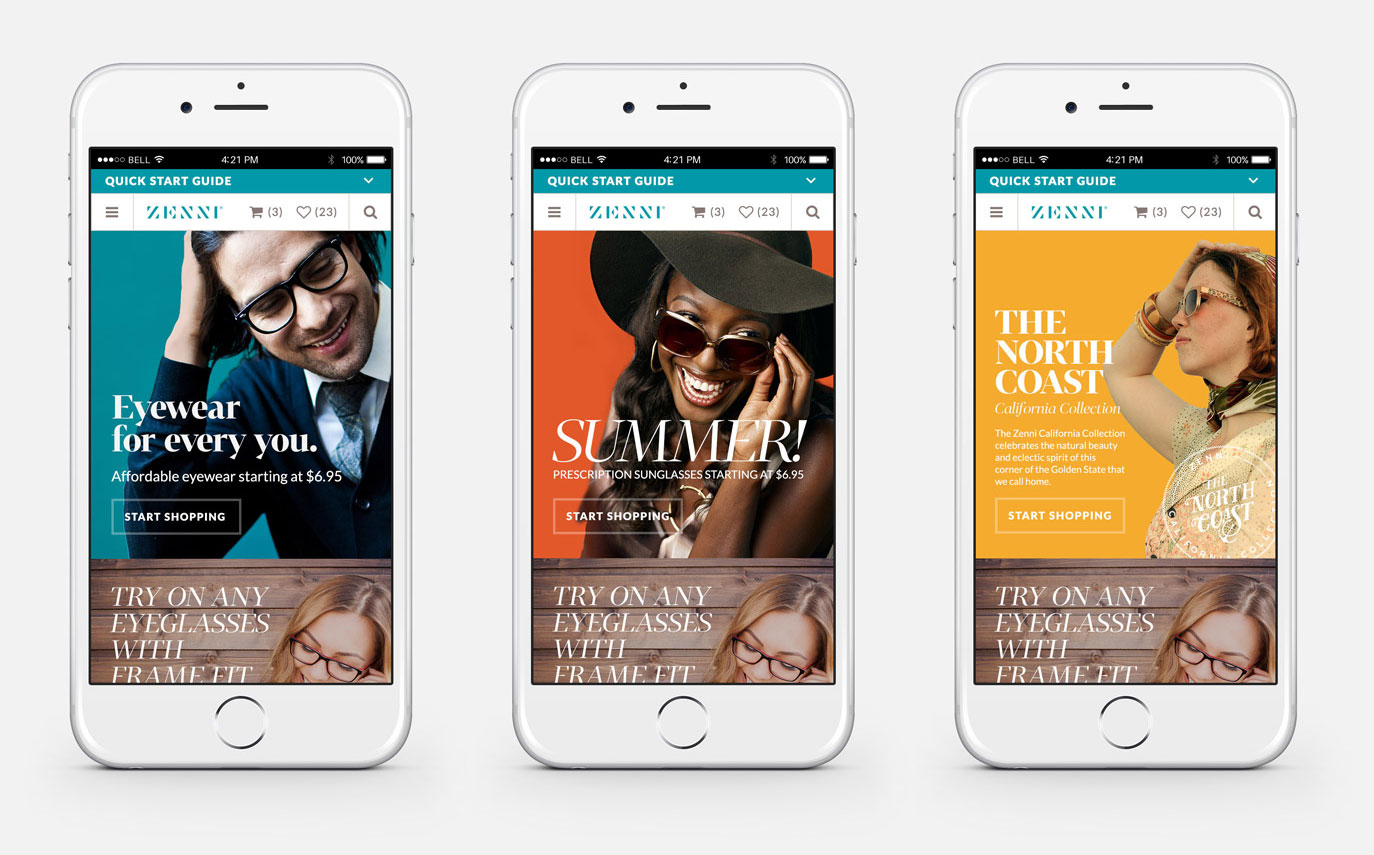 BELL
4:21 PM
100%
QUICK START GUIDE
ZENNI
(3)
(23)
Eyewear
for every you.
Affordable eyewear starting at $6.95
START SHOPPING
TRY ON ANY
EYEGLASSES
WITH
FRAME FIT
BELL
4:21 PM
100%
QUICK START GUIDE
ZENNI
(3)
(23)
SUMMER!
PRESCRIPTION SUNGLASSES STARTING AT $6.95
START SHOPPING
TRY ON ANY
EYEGLASSES
WITH
FRAME FIT
BELL
4:21 PM
100%
QUICK START GUIDE
ZENNI
(3)
(23)
THE
NORTH
COAST
California Collection
The Zenni California Collection
celebrates the natural beauty
and eclectic spirit of this
corner of the Golden State that
we call home.
START SHOPPING
ZENNI
THE
NORTH
COAST
TRY ON ANY
EYEGLASSES
WITH
FRAME FIT